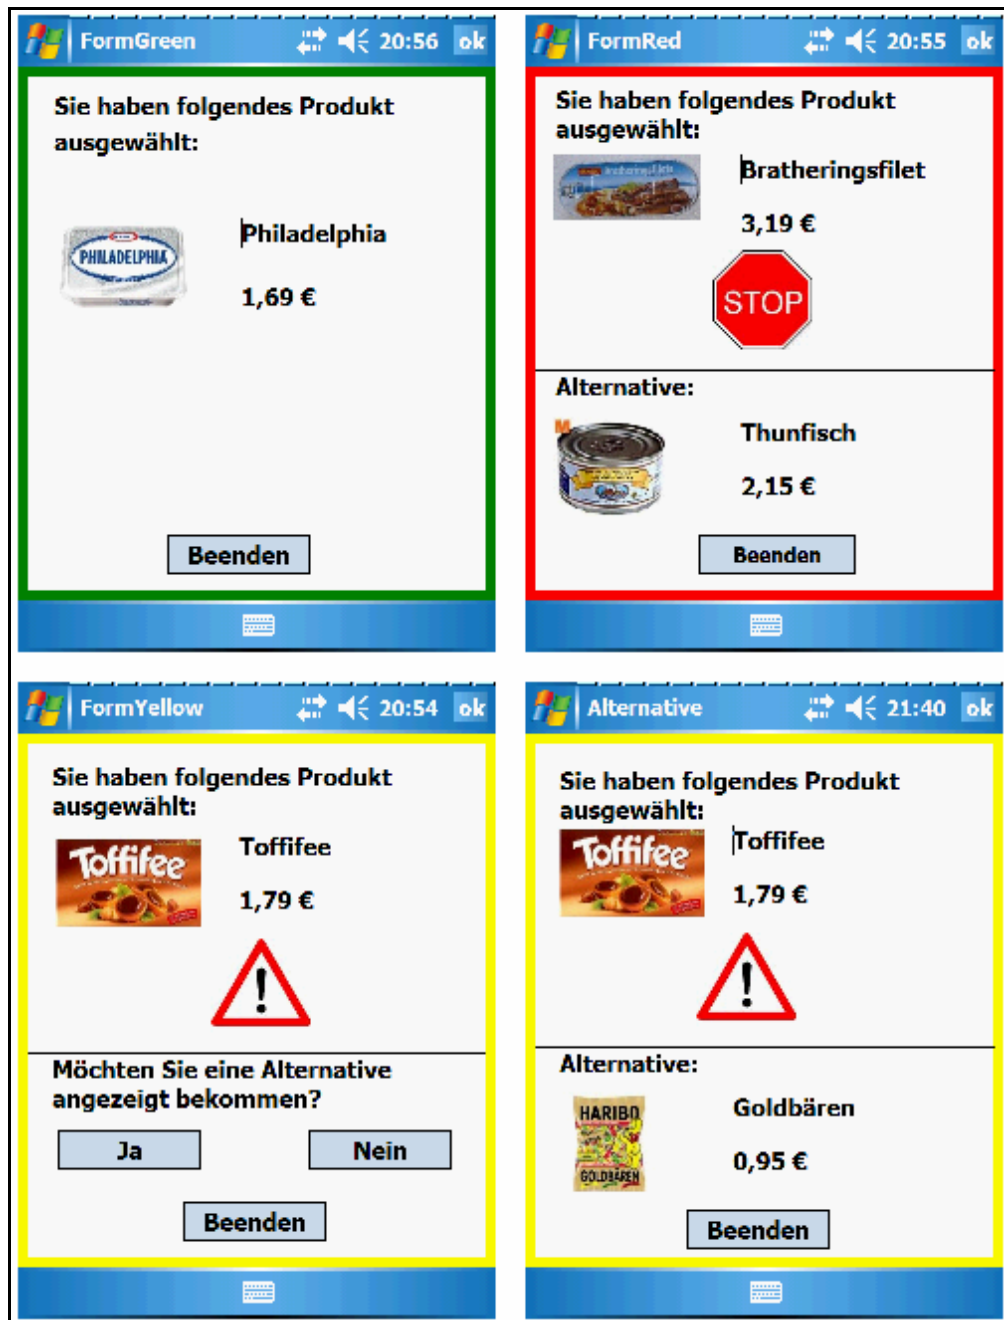 FormGreen 20:56 ok
Sie haben folgendes Produkt
ausgewählt:
PHILADELPHIA
Philadelphia
1,69 €
Beenden
FormRed 20:55 ok
Sie haben folgendes Produkt
ausgewählt:
Bratheringsfilet
3,19 €
STOP
Alternative:
Thunfisch
2,15 €
Beenden
FormYellow 20:54 ok
Sie haben folgendes Produkt
ausgewählt:
Toffifee
Toffifee
1,79 €
!
Möchten Sie eine Alternative
angezeigt bekommen?
Ja Nein
Beenden
Alternative 21:40 ok
Sie haben folgendes Produkt
ausgewählt:
Toffifee
Toffifee
1,79 €
!
Alternative:
HARIBO
GOLDBÄREN
Goldbären
0,95 €
Beenden